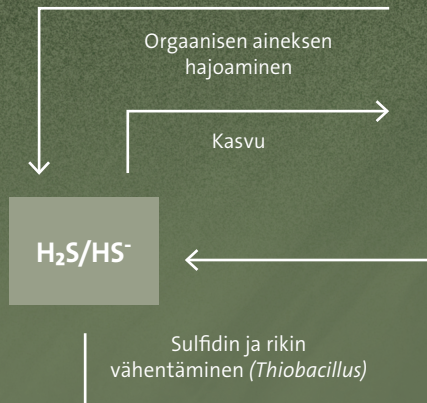 Orgaanisen aineksen
hajoaminen
Kasvu
H₂S/HS⁻
Sulfidin ja rikin
vähentäminen (Thiobacillus)